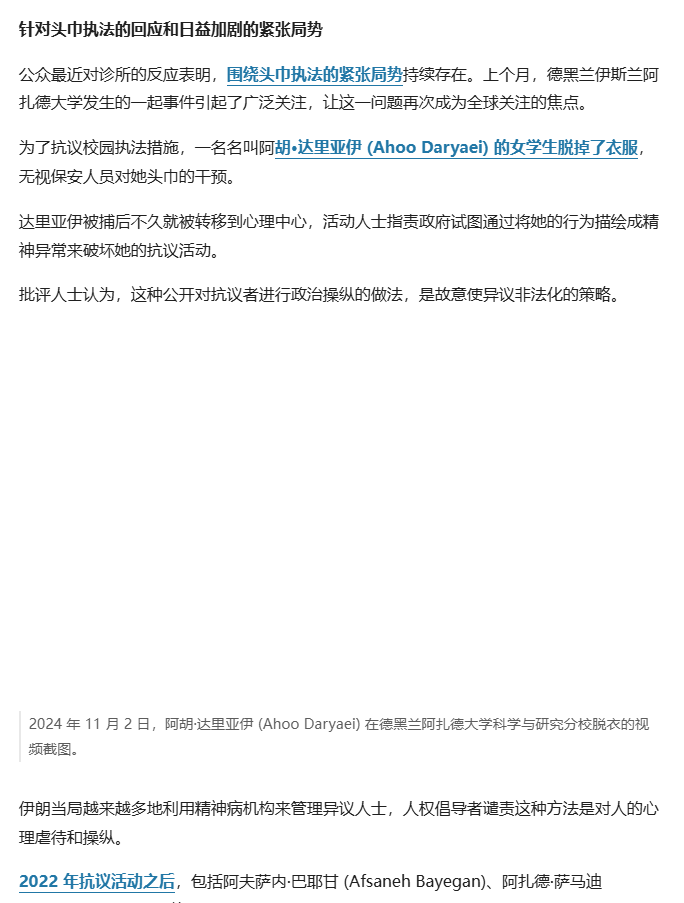 针对头巾执法的回应和日益加剧的紧张局势
公众最近对诊所的反应表明，围绕头巾执法的紧张局势持续存在。上个月，德黑兰伊斯兰阿
扎德大学发生的一起事件引起了广泛关注，让这一问题再次成为全球关注的焦点。
为了抗议校园执法措施，一名名叫阿胡•达里亚伊 (Ahoo Daryaei) 的女学生脱掉了衣服，
无视保安人员对她头巾的干预。
达里亚伊被捕后不久就被转移到心理中心，活动人士指责政府试图通过将她的行为描绘成精
神异常来破坏她的抗议活动。
批评人士认为，这种公开对抗议者进行政治操纵的做法，是故意使异议非法化的策略。
2024 年 11 月 2 日，阿胡·达里亚伊 (Ahoo Daryaei) 在德黑兰阿扎德大学科学与研究分校脱衣的视
频截图。
伊朗当局越来越多地利用精神病机构来管理异议人士，人权倡导者谴责这种方法是对人的心
理虐待和操纵。
2022 年抗议活动之后，包括阿夫萨内·巴耶甘 (Afsaneh Bayegan)、阿扎德·萨马迪